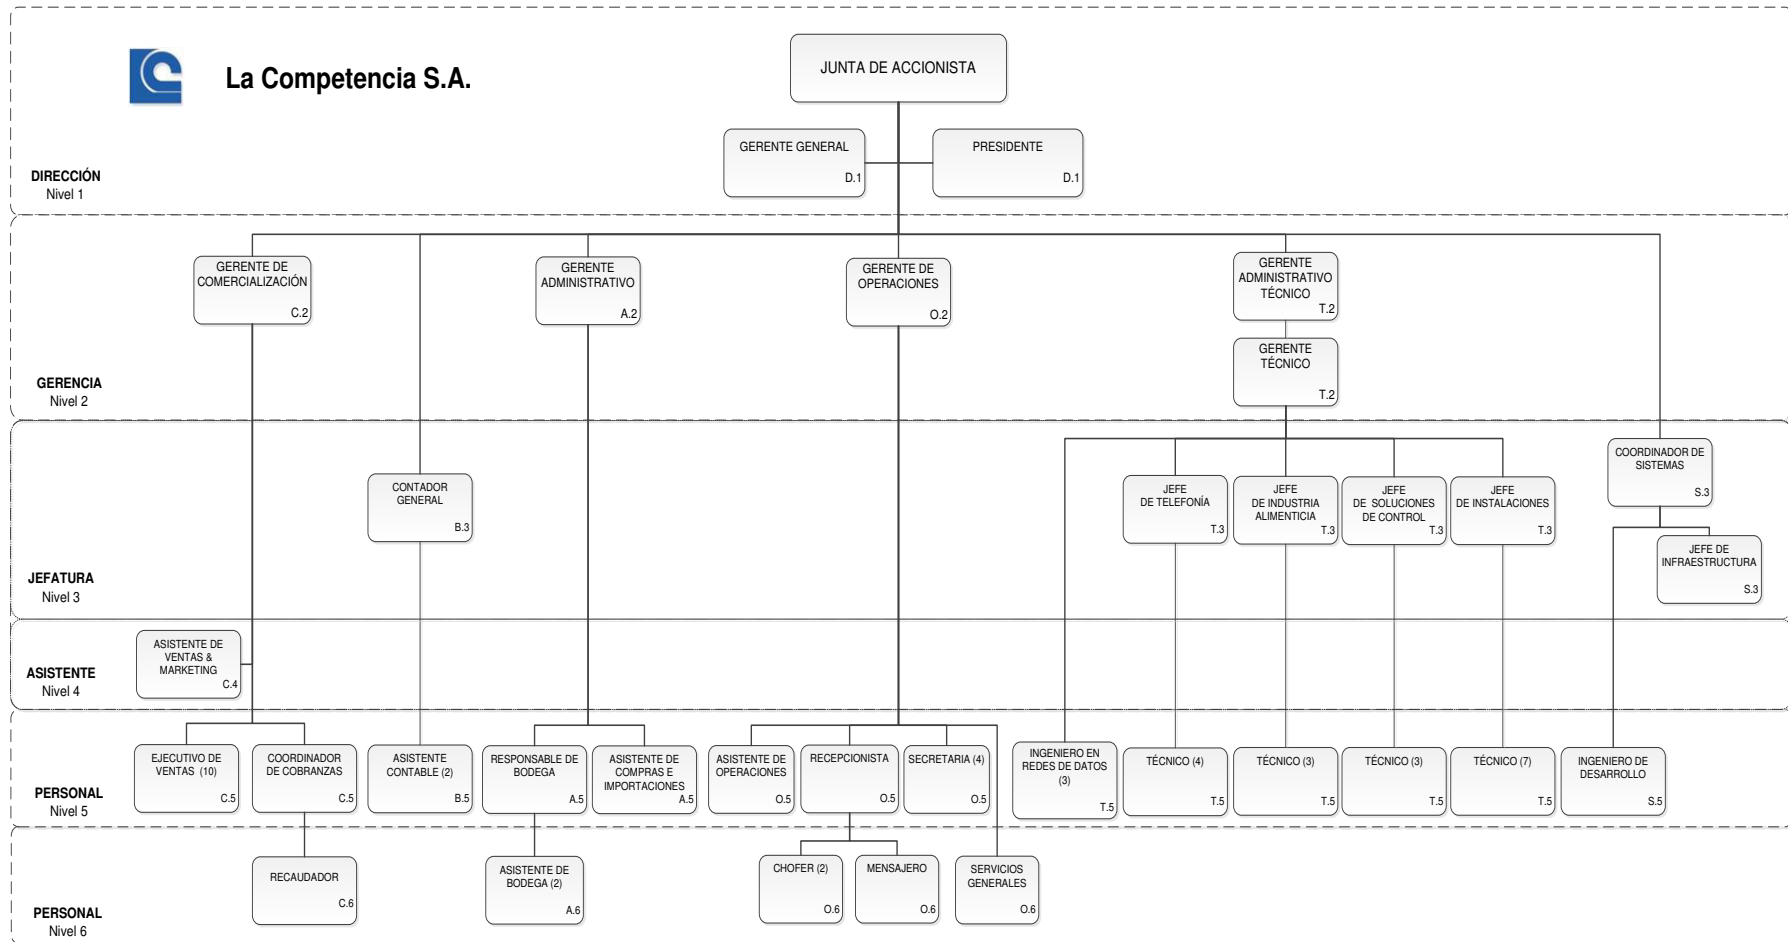 La Competencia S.A.
JUNTA DE ACCIONISTA
GERENTE GENERAL
D.1
PRESIDENTE
D.1
DIRECCIÓN
Nivel 1
GERENTE DE
COMERCIALIZACIÓN
C.2
GERENTE
ADMINISTRATIVO
A.2
GERENTE DE
OPERACIONES
O.2
GERENTE
ADMINISTRATIVO
TÉCNICO
T.2
GERENTE
TÉCNICO
T.2
GERENCIA
Nivel 2
CONTADOR
GENERAL
B.3
JEFE
DE TELEFONÍA
T.3
JEFE
DE INDUSTRIA
ALIMENTICIA
T.3
JEFE
DE SOLUCIONES
DE CONTROL
T.3
JEFE
DE INSTALACIONES
T.3
COORDINADOR DE
SISTEMAS
S.3
JEFE DE
INFRAESTRUCTURA
S.3
JEFATURA
Nivel 3
ASISTENTE DE
VENTAS &
MARKETING
C.4
ASISTENTE
Nivel 4
EJECUTIVO DE
VENTAS (10)
C.5
COORDINADOR
DE COBRANZAS
C.5
ASISTENTE
CONTABLE (2)
B.5
RESPONSABLE DE
BODEGA
A.5
ASISTENTE DE
COMPRAS E
IMPORTACIONES
A.5
ASISTENTE DE
OPERACIONES
O.5
RECEPCIONISTA
O.5
SECRETARIA (4)
O.5
INGENIERO EN
REDES DE DATOS
(3)
T.5
TÉCNICO (4)
T.5
TÉCNICO (3)
T.5
TÉCNICO (3)
T.5
TÉCNICO (7)
T.5
INGENIERO DE
DESARROLLO
S.5
PERSONAL
Nivel 5
RECAUDADOR
C.6
ASISTENTE DE
BODEGA (2)
A.6
CHOFER (2)
O.6
MENSAJERO
O.6
SERVICIOS
GENERALES
O.6
PERSONAL
Nivel 6